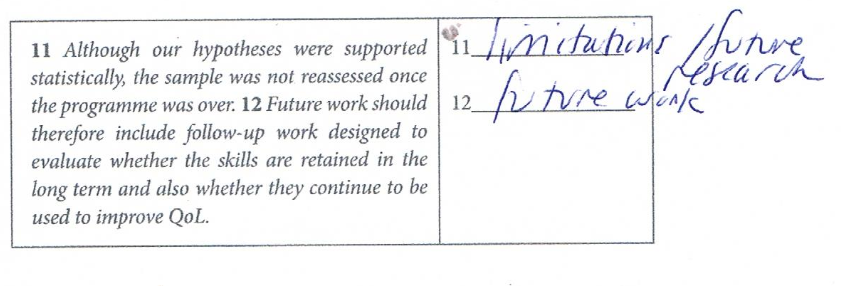 11 Although our hypotheses were supported
statistically, the sample was not reassessed once
the programme was over. 12 Future work should
therefore include follow-up work designed to
evaluate whether the skills are retained in the
long term and also whether they continue to be
used to improve QoL.
11 limitations / future
research
12 future work